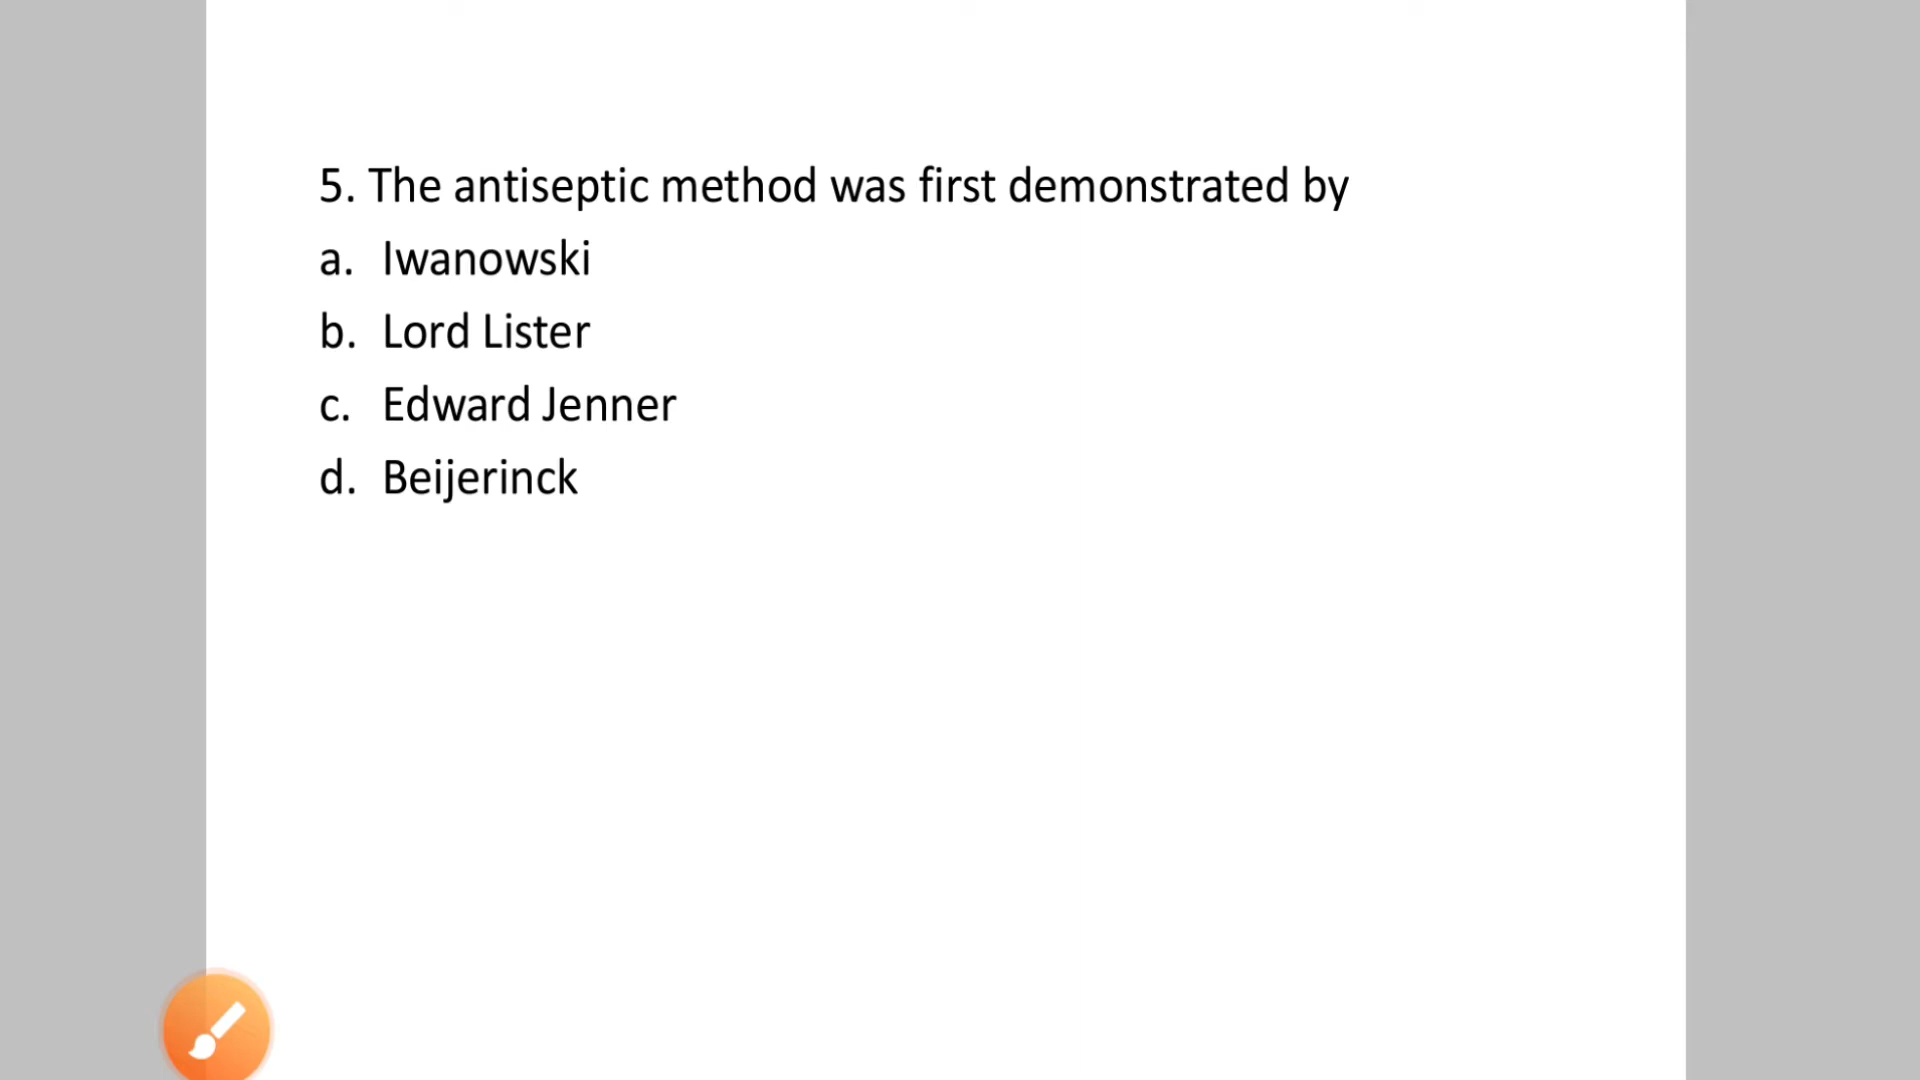 5. The antiseptic method was first demonstrated by
a. Iwanowski
b. Lord Lister
c. Edward Jenner
d. Beijerinck